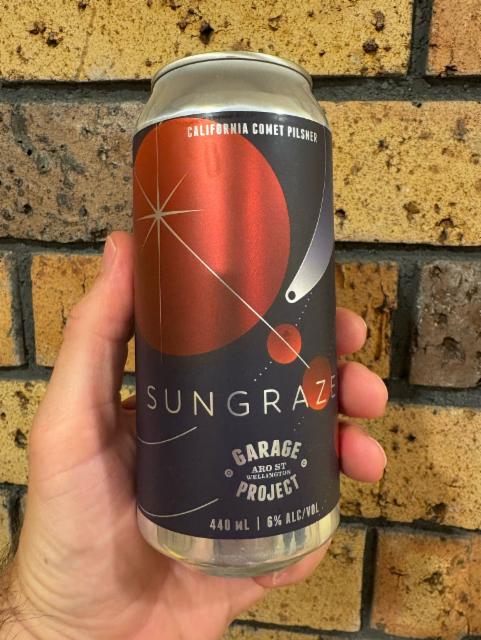 CALIFORNIA COMET PILSNER
SUNGRAZE
GARAGE
ARO ST
WELLINGTON
PROJECT
440 mL | 6% ALC/VOL